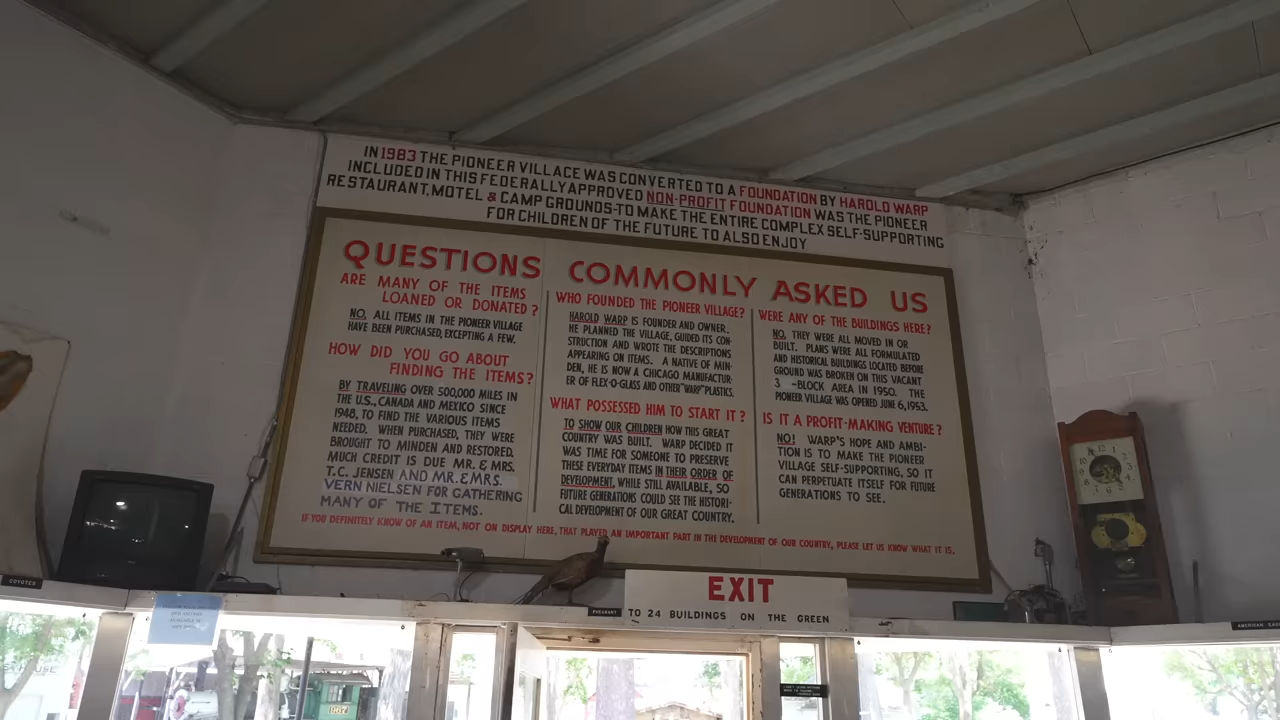 IN 1983 THE PIONEER VILLAGE WAS CONVERTED TO A FOUNDATION BY HAROLD WARP
INCLUDED IN THIS FEDERALLY APPROVED NON-PROFIT FOUNDATION WAS THE PIONEER
RESTAURANT, MOTEL & CAMP GROUNDS-TO MAKE THE ENTIRE COMPLEX SELF-SUPPORTING
FOR CHILDREN OF THE FUTURE TO ALSO ENJOY
QUESTIONS COMMONLY ASKED US
ARE MANY OF THE ITEMS
LOANED OR DONATED?
NO, ALL ITEMS IN THE PIONEER VILLAGE
HAVE BEEN PURCHASED, EXCEPTING A FEW.
HOW DID YOU GO ABOUT
FINDING THE ITEMS?
BY TRAVELING OVER 500,000 MILES IN
THE U.S., CANADA AND MEXICO SINCE
1948, TO FIND THE VARIOUS ITEMS
NEEDED. WHEN PURCHASED, THEY WERE
BROUGHT TO MINDEN AND RESTORED.
MUCH CREDIT IS DUE MR. & MRS.
T.C. JENSEN AND MR. & MRS.
VERN NIELSEN FOR GATHERING
MANY OF THE ITEMS.
WHO FOUNDED THE PIONEER VILLAGE?
HAROLD WARP IS FOUNDER AND OWNER.
HE PLANNED THE VILLAGE, GUIDED ITS CON-
STRUCTION AND WROTE THE DESCRIPTIONS
APPEARING ON ITEMS. A NATIVE OF MIN-
DEN, HE IS NOW A CHICAGO MANUFACTUR-
ER OF FLEX-O-GLASS AND OTHER "WARP" PLASTICS.
WHAT POSSESSED HIM TO START IT?
TO SHOW OUR CHILDREN HOW THIS GREAT
COUNTRY WAS BUILT. WARP DECIDED IT
WAS TIME FOR SOMEONE TO PRESERVE
THESE EVERYDAY ITEMS IN THEIR ORDER OF
DEVELOPMENT, WHILE STILL AVAILABLE, SO
FUTURE GENERATIONS COULD SEE THE HISTORI-
CAL DEVELOPMENT OF OUR GREAT COUNTRY.
WERE ANY OF THE BUILDINGS HERE?
NO, THEY WERE ALL MOVED IN OR
BUILT. PLANS WERE ALL FORMULATED
AND HISTORICAL BUILDINGS LOCATED BEFORE
GROUND WAS BROKEN ON THIS VACANT
3 -BLOCK AREA IN 1950. THE
PIONEER VILLAGE WAS OPENED JUNE 6, 1953.
IS IT A PROFIT-MAKING VENTURE?
NO! WARP'S HOPE AND AMBI-
TION IS TO MAKE THE PIONEER
VILLAGE SELF-SUPPORTING, SO IT
CAN PERPETUATE ITSELF FOR FUTURE
GENERATIONS TO SEE.
IF YOU DEFINITELY KNOW OF AN ITEM, NOT ON DISPLAY HERE, THAT PLAYED AN IMPORTANT PART IN THE DEVELOPMENT OF OUR COUNTRY, PLEASE LET US KNOW WHAT IT IS.
COYOTES
PHEASANT
EXIT
TO 24 BUILDINGS ON THE GREEN
AMERICAN EAG